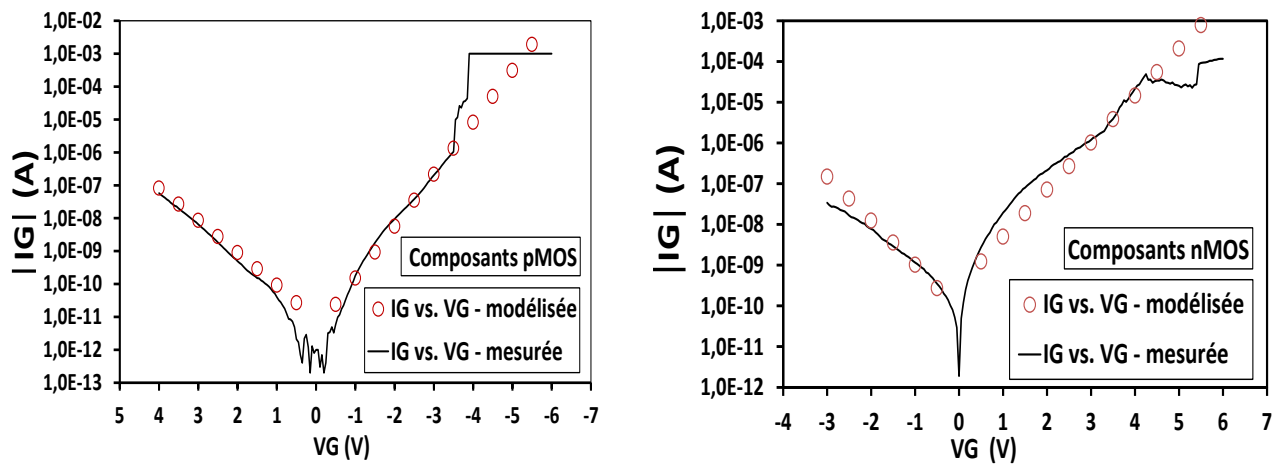 1,0E-02
1,0E-03
1,0E-04
1,0E-05
1,0E-06
1,0E-07
1,0E-08
1,0E-09
1,0E-10
1,0E-11
1,0E-12
1,0E-13
|IG| (A)
Composants pMOS
IG vs. VG - modélisée
IG vs. VG - mesurée
5 4 3 2 1 0 -1 -2 -3 -4 -5 -6 -7
VG (V)
1,0E-03
1,0E-04
1,0E-05
1,0E-06
1,0E-07
1,0E-08
1,0E-09
1,0E-10
1,0E-11
1,0E-12
|IG| (A)
Composants nMOS
IG vs. VG - modélisée
IG vs. VG - mesurée
-4 -3 -2 -1 0 1 2 3 4 5 6 7
VG (V)